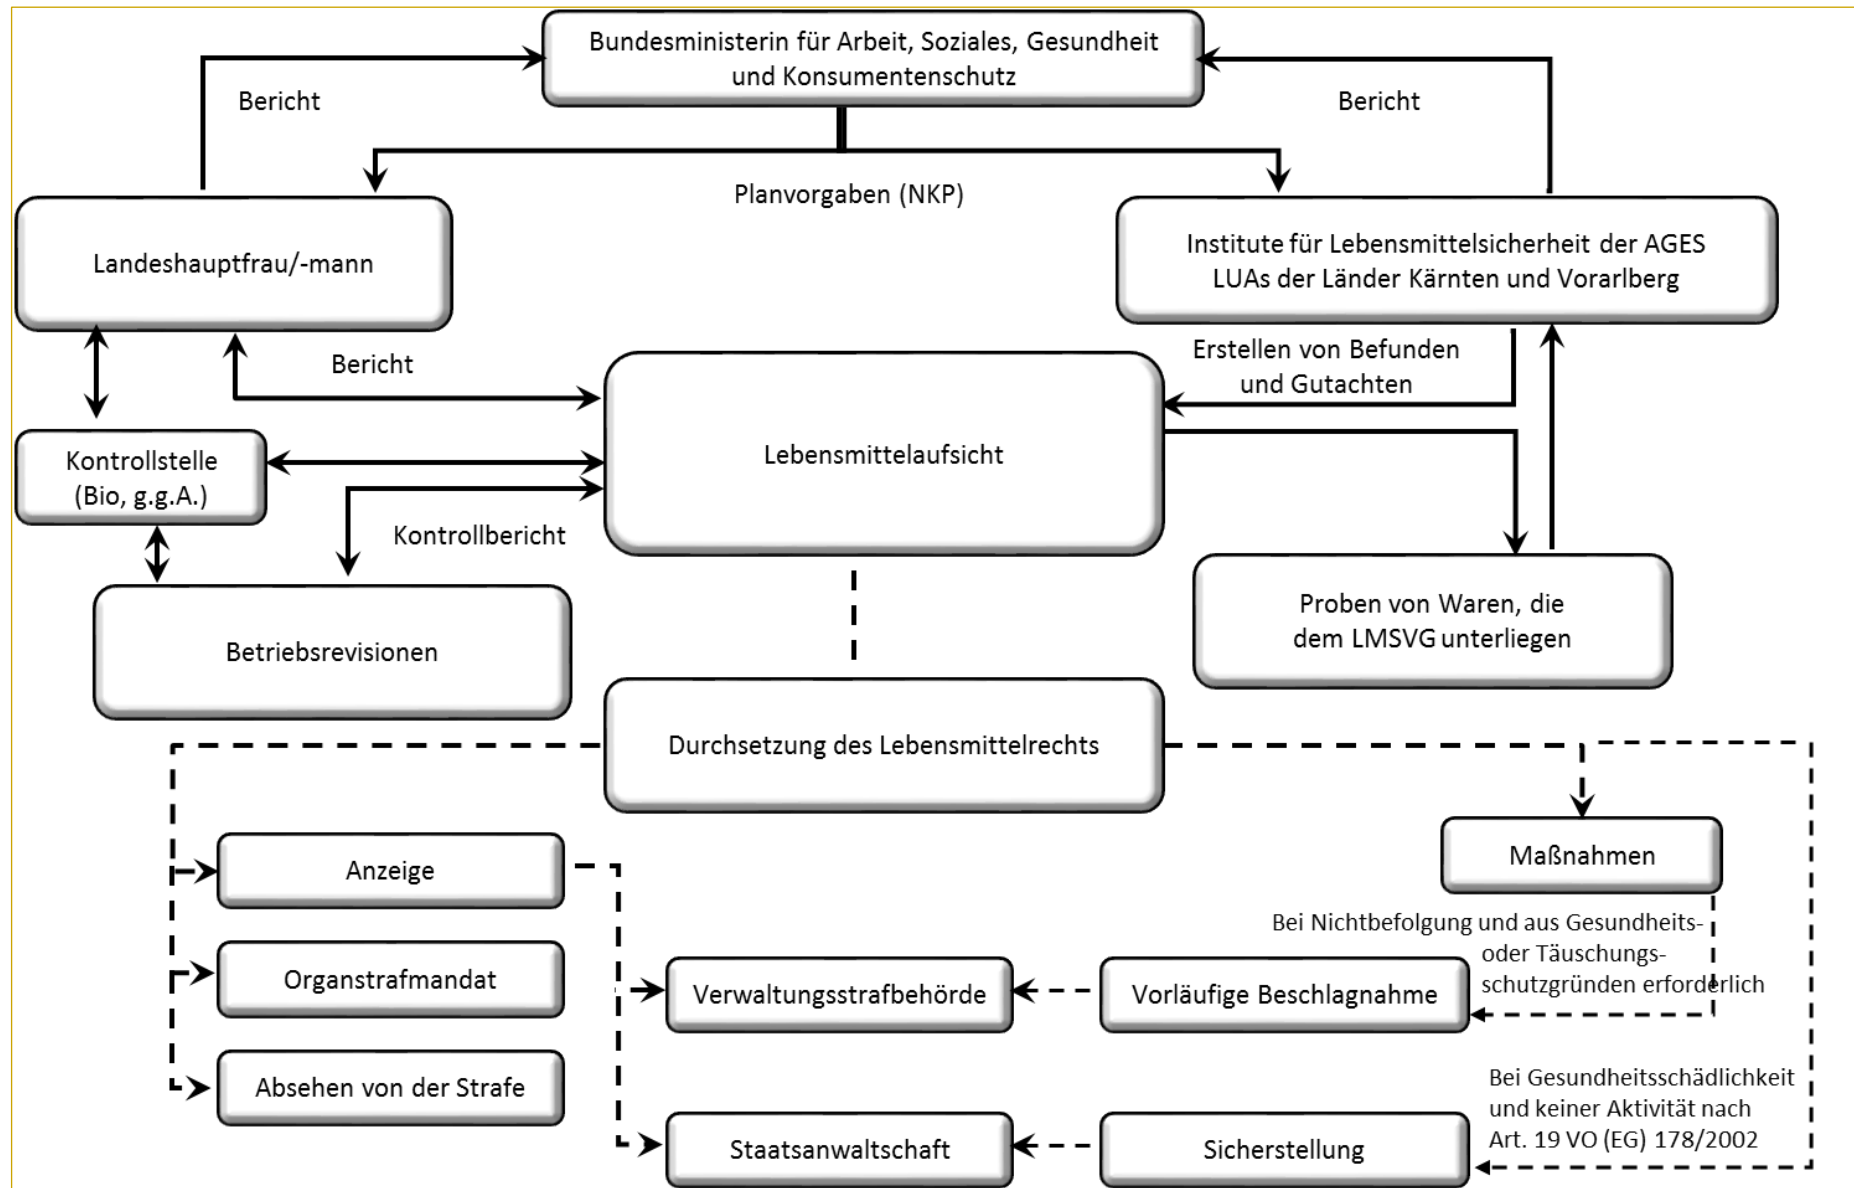 Bundesministerin für Arbeit, Soziales, Gesundheit
und Konsumentenschutz
Bericht
Bericht
Planvorgaben (NKP)
Landeshauptfrau/-mann
Institute für Lebensmittelsicherheit der AGES
LUAs der Länder Kärnten und Vorarlberg
Bericht
Erstellen von Befunden
und Gutachten
Lebensmittelaufsicht
Kontrollstelle
(Bio, g.g.A.)
Kontrollbericht
Betriebsrevisionen
Proben von Waren, die
dem LMSVG unterliegen
Durchsetzung des Lebensmittelrechts
Anzeige
Maßnahmen
Bei Nichtbefolgung und aus Gesundheits-
oder Täuschungs-
schutzgründen erforderlich
Organstrafmandat
Verwaltungsstrafbehörde
Vorläufige Beschlagnahme
Absehen von der Strafe
Bei Gesundheitsschädlichkeit
und keiner Aktivität nach
Art. 19 VO (EG) 178/2002
Staatsanwaltschaft
Sicherstellung